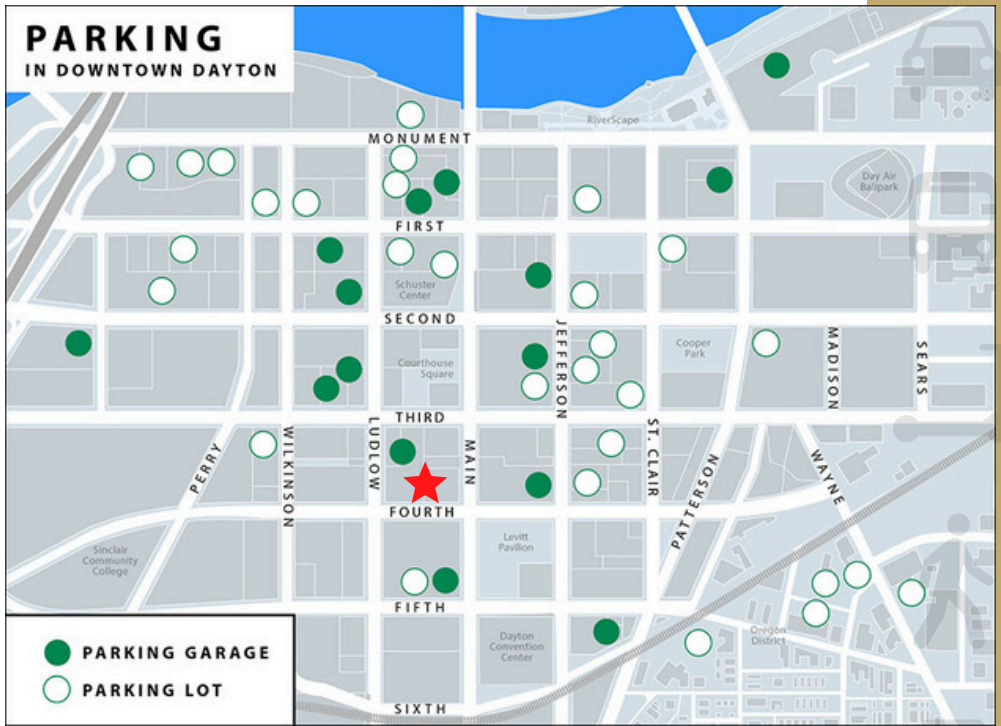 PARKING
IN DOWNTOWN DAYTON
RiverScape
MONUMENT
Day Air
Ballpark
FIRST
Schuster
Center
SECOND
JEFFERSON
Cooper
Park
MADISON
SEARS
Courthouse
Square
THIRD
PERRY
WILKINSON
LUDLOW
MAIN
ST. CLAIR
PATTERSON
WAYNE
FOURTH
Levitt
Pavilion
Sinclair
Community
College
FIFTH
Dayton
Convention
Center
Oregon
District
PARKING GARAGE
PARKING LOT
SIXTH